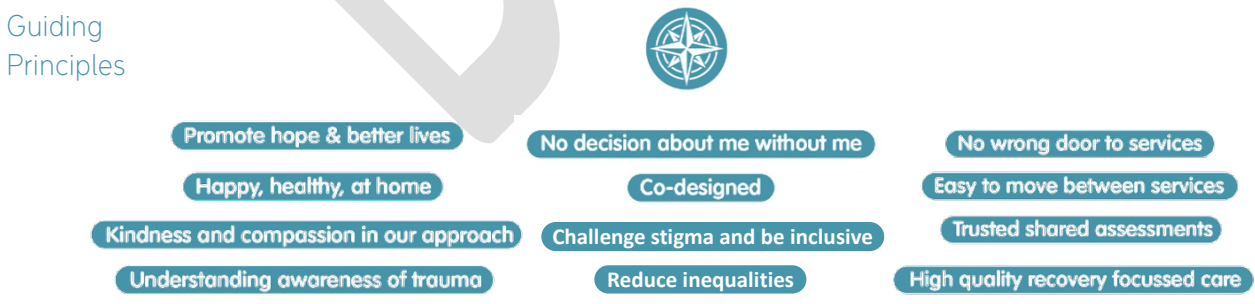 Guiding
Principles
Promote hope & better lives
Happy, healthy, at home
Kindness and compassion in our approach
Understanding awareness of trauma
No decision about me without me
Co-designed
Challenge stigma and be inclusive
Reduce inequalities
No wrong door to services
Easy to move between services
Trusted shared assessments
High quality recovery focussed care